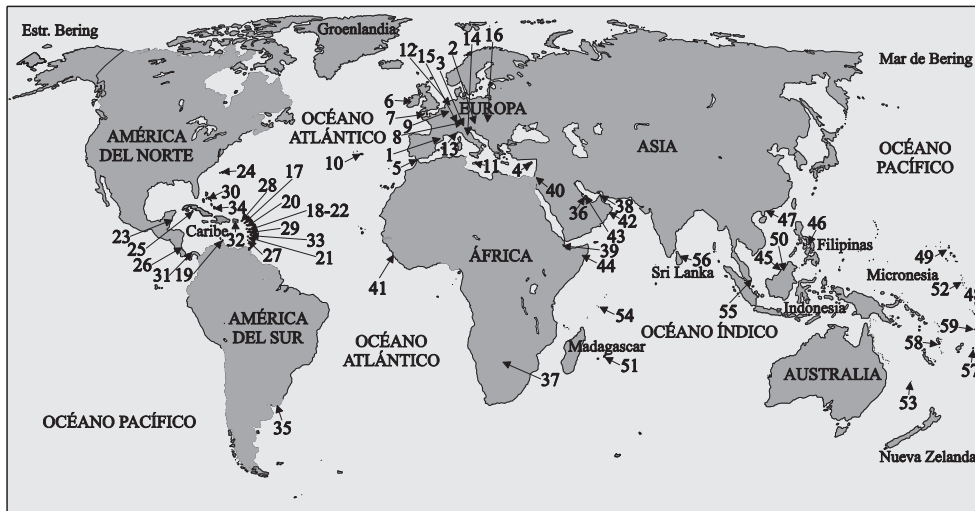 Estr. Bering
Groenlandia
Mar de Bering
12 15 2 3 14 16
6
7
9
8
EUROPA
OCÉANO
ATLÁNTICO
10
1
5
13
11
4
AMÉRICA
DEL NORTE
ASIA
OCÉANO
PACÍFICO
24
30
34
28
17
20
18-22
29
33
21
27
32
Caribe
23
25
26
31
19
40
36
38
42
43
39
44
41
ÁFRICA
56
Sri Lanka
47
46
50
45
Filipinas
49
Micronesia
52
48
55
Indonesia
59
58
57
AMÉRICA
DEL SUR
OCÉANO
ATLÁNTICO
54
OCÉANO ÍNDICO
Madagascar
51
37
AUSTRALIA
53
OCÉANO PACÍFICO
35
Nueva Zelanda